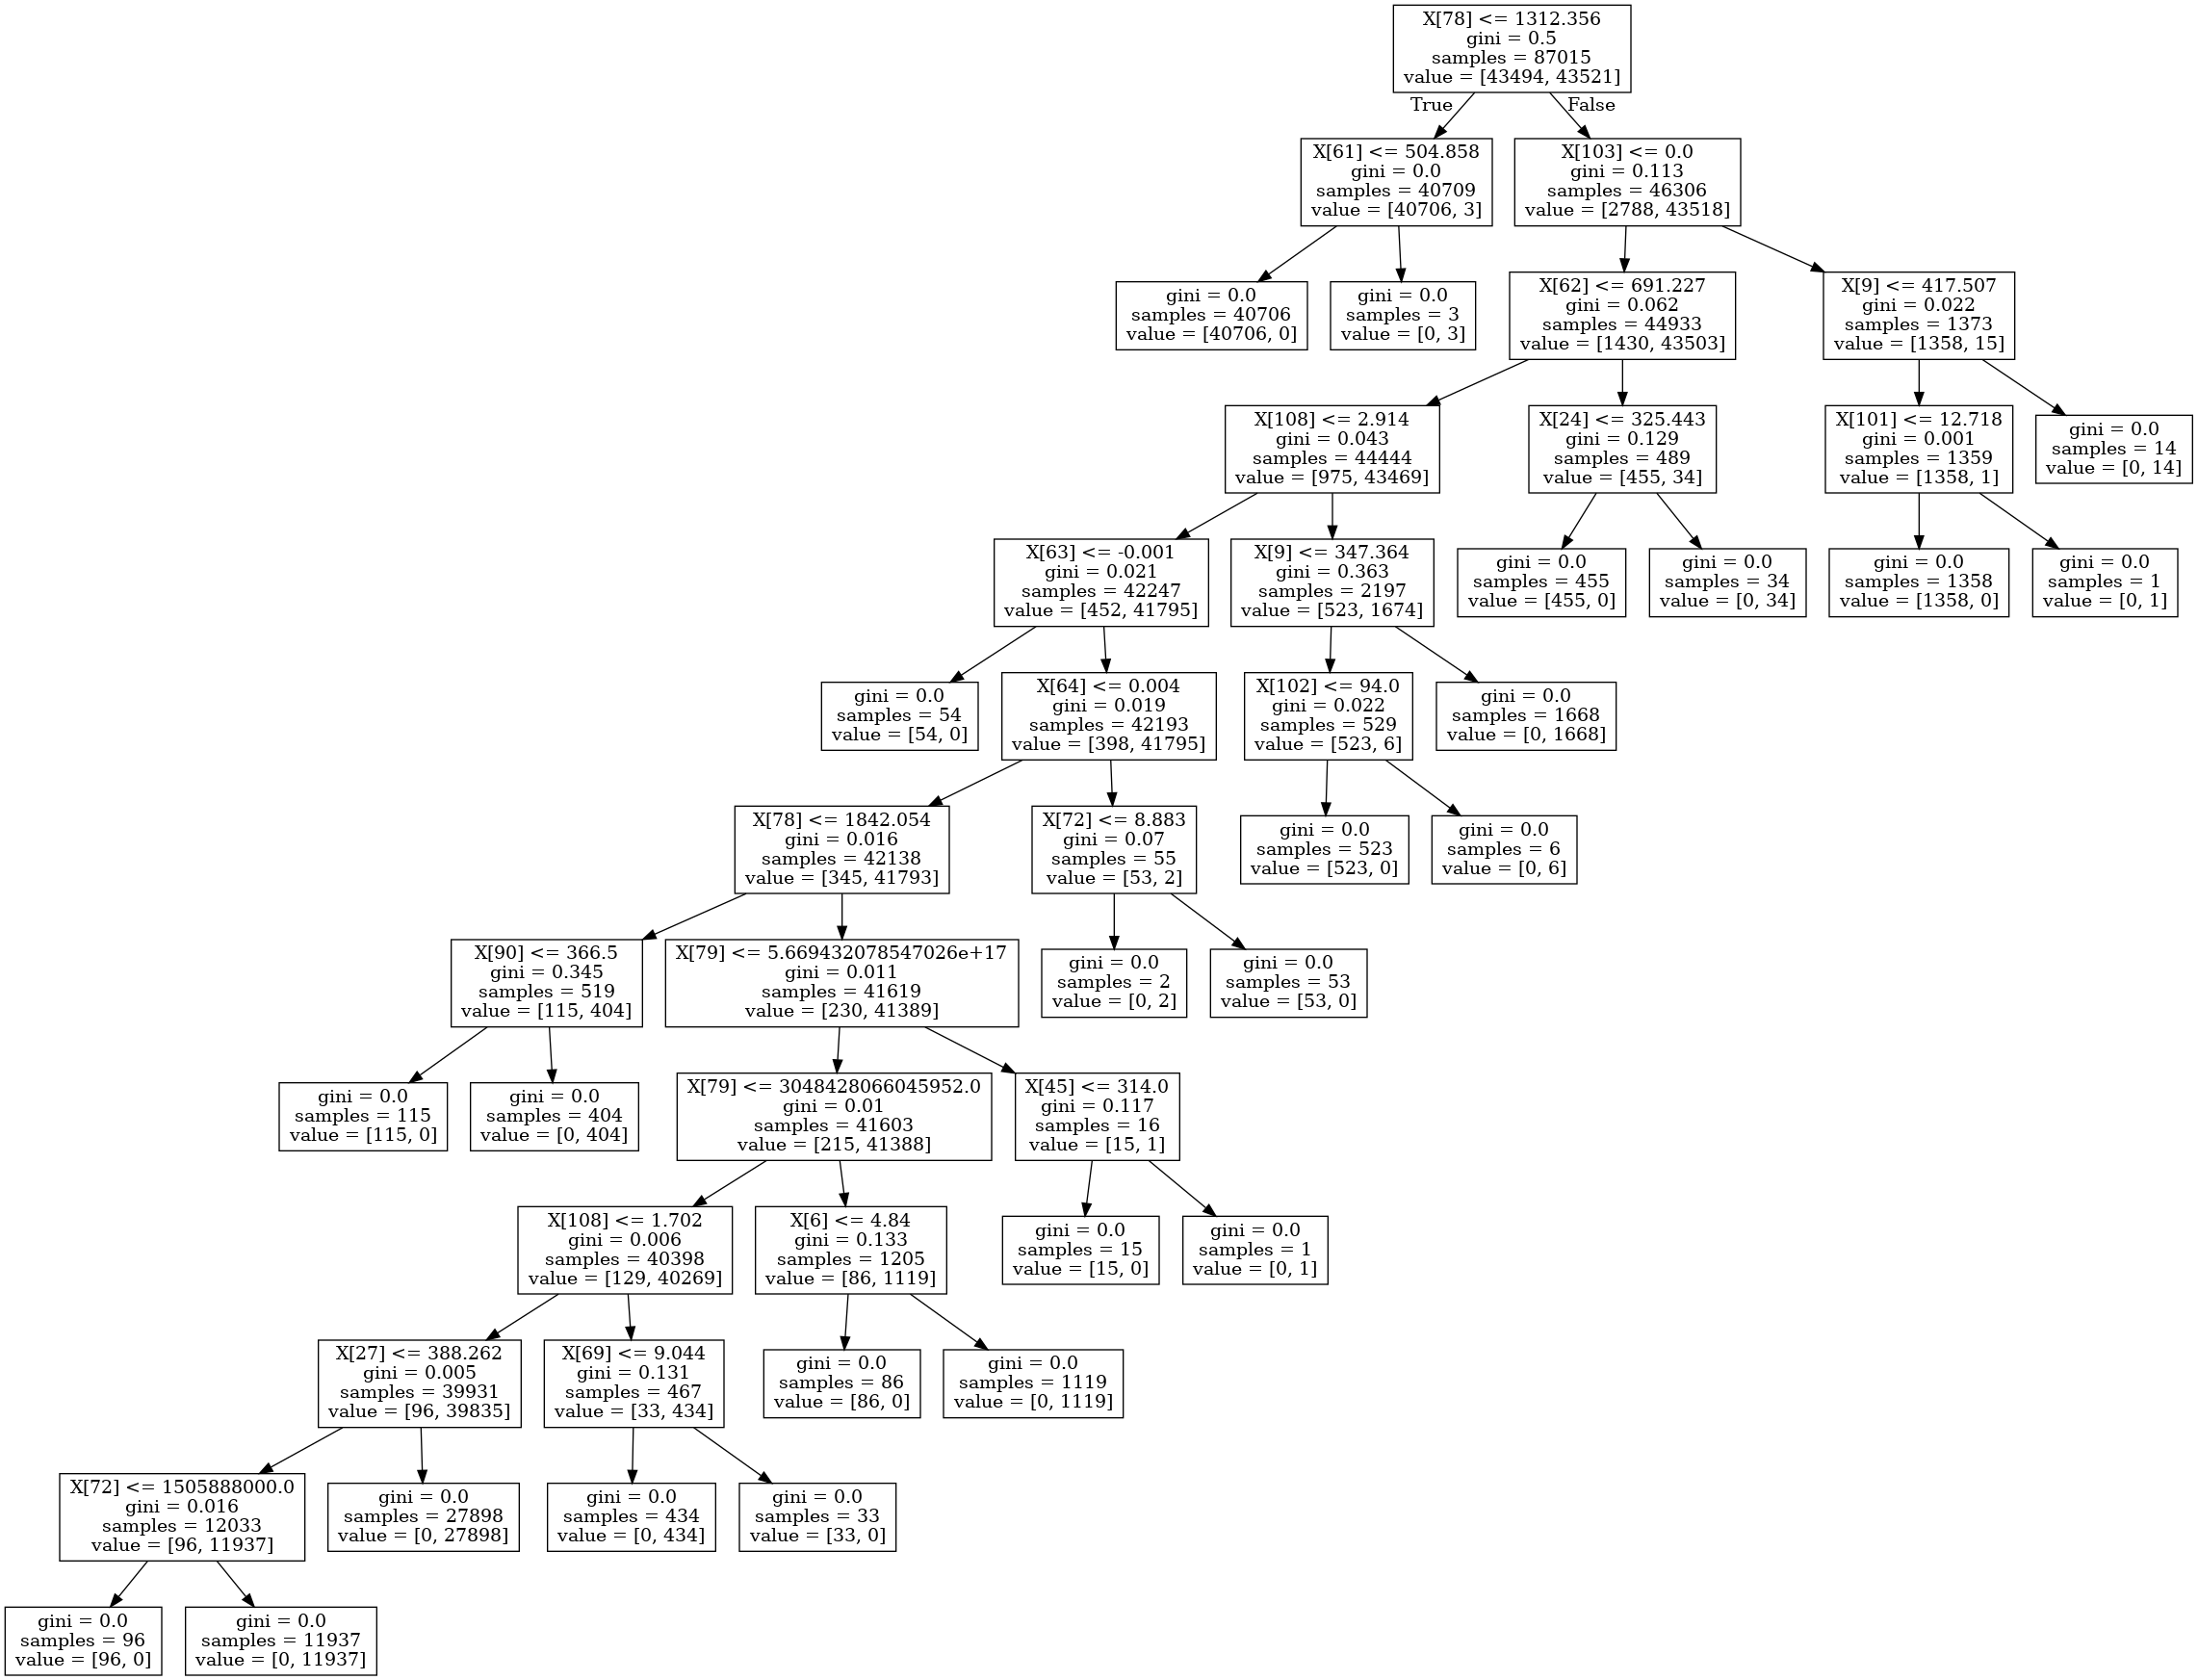 X[78] <= 1312.356
gini = 0.5
samples = 87015
value = [43494, 43521]
True
False
X[61] <= 504.858
gini = 0.0
samples = 40709
value = [40706, 3]
X[103] <= 0.0
gini = 0.113
samples = 46306
value = [2788, 43518]
gini = 0.0
samples = 40706
value = [40706, 0]
gini = 0.0
samples = 3
value = [0, 3]
X[62] <= 691.227
gini = 0.062
samples = 44933
value = [1430, 43503]
X[9] <= 417.507
gini = 0.022
samples = 1373
value = [1358, 15]
X[108] <= 2.914
gini = 0.043
samples = 44444
value = [975, 43469]
X[24] <= 325.443
gini = 0.129
samples = 489
value = [455, 34]
X[101] <= 12.718
gini = 0.001
samples = 1359
value = [1358, 1]
gini = 0.0
samples = 14
value = [0, 14]
X[63] <= -0.001
gini = 0.021
samples = 42247
value = [452, 41795]
X[9] <= 347.364
gini = 0.363
samples = 2197
value = [523, 1674]
gini = 0.0
samples = 455
value = [455, 0]
gini = 0.0
samples = 34
value = [0, 34]
gini = 0.0
samples = 1358
value = [1358, 0]
gini = 0.0
samples = 1
value = [0, 1]
gini = 0.0
samples = 54
value = [54, 0]
X[64] <= 0.004
gini = 0.019
samples = 42193
value = [398, 41795]
X[102] <= 94.0
gini = 0.022
samples = 529
value = [523, 6]
gini = 0.0
samples = 1668
value = [0, 1668]
X[78] <= 1842.054
gini = 0.016
samples = 42138
value = [345, 41793]
X[72] <= 8.883
gini = 0.07
samples = 55
value = [53, 2]
gini = 0.0
samples = 523
value = [523, 0]
gini = 0.0
samples = 6
value = [0, 6]
X[90] <= 366.5
gini = 0.345
samples = 519
value = [115, 404]
X[79] <= 5.669432078547026e+17
gini = 0.011
samples = 41619
value = [230, 41389]
gini = 0.0
samples = 2
value = [0, 2]
gini = 0.0
samples = 53
value = [53, 0]
gini = 0.0
samples = 115
value = [115, 0]
gini = 0.0
samples = 404
value = [0, 404]
X[79] <= 3048428066045952.0
gini = 0.01
samples = 41603
value = [215, 41388]
X[45] <= 314.0
gini = 0.117
samples = 16
value = [15, 1]
X[108] <= 1.702
gini = 0.006
samples = 40398
value = [129, 40269]
X[6] <= 4.84
gini = 0.133
samples = 1205
value = [86, 1119]
gini = 0.0
samples = 15
value = [15, 0]
gini = 0.0
samples = 1
value = [0, 1]
X[27] <= 388.262
gini = 0.005
samples = 39931
value = [96, 39835]
X[69] <= 9.044
gini = 0.131
samples = 467
value = [33, 434]
gini = 0.0
samples = 86
value = [86, 0]
gini = 0.0
samples = 1119
value = [0, 1119]
X[72] <= 1505888000.0
gini = 0.016
samples = 12033
value = [96, 11937]
gini = 0.0
samples = 27898
value = [0, 27898]
gini = 0.0
samples = 434
value = [0, 434]
gini = 0.0
samples = 33
value = [33, 0]
gini = 0.0
samples = 96
value = [96, 0]
gini = 0.0
samples = 11937
value = [0, 11937]